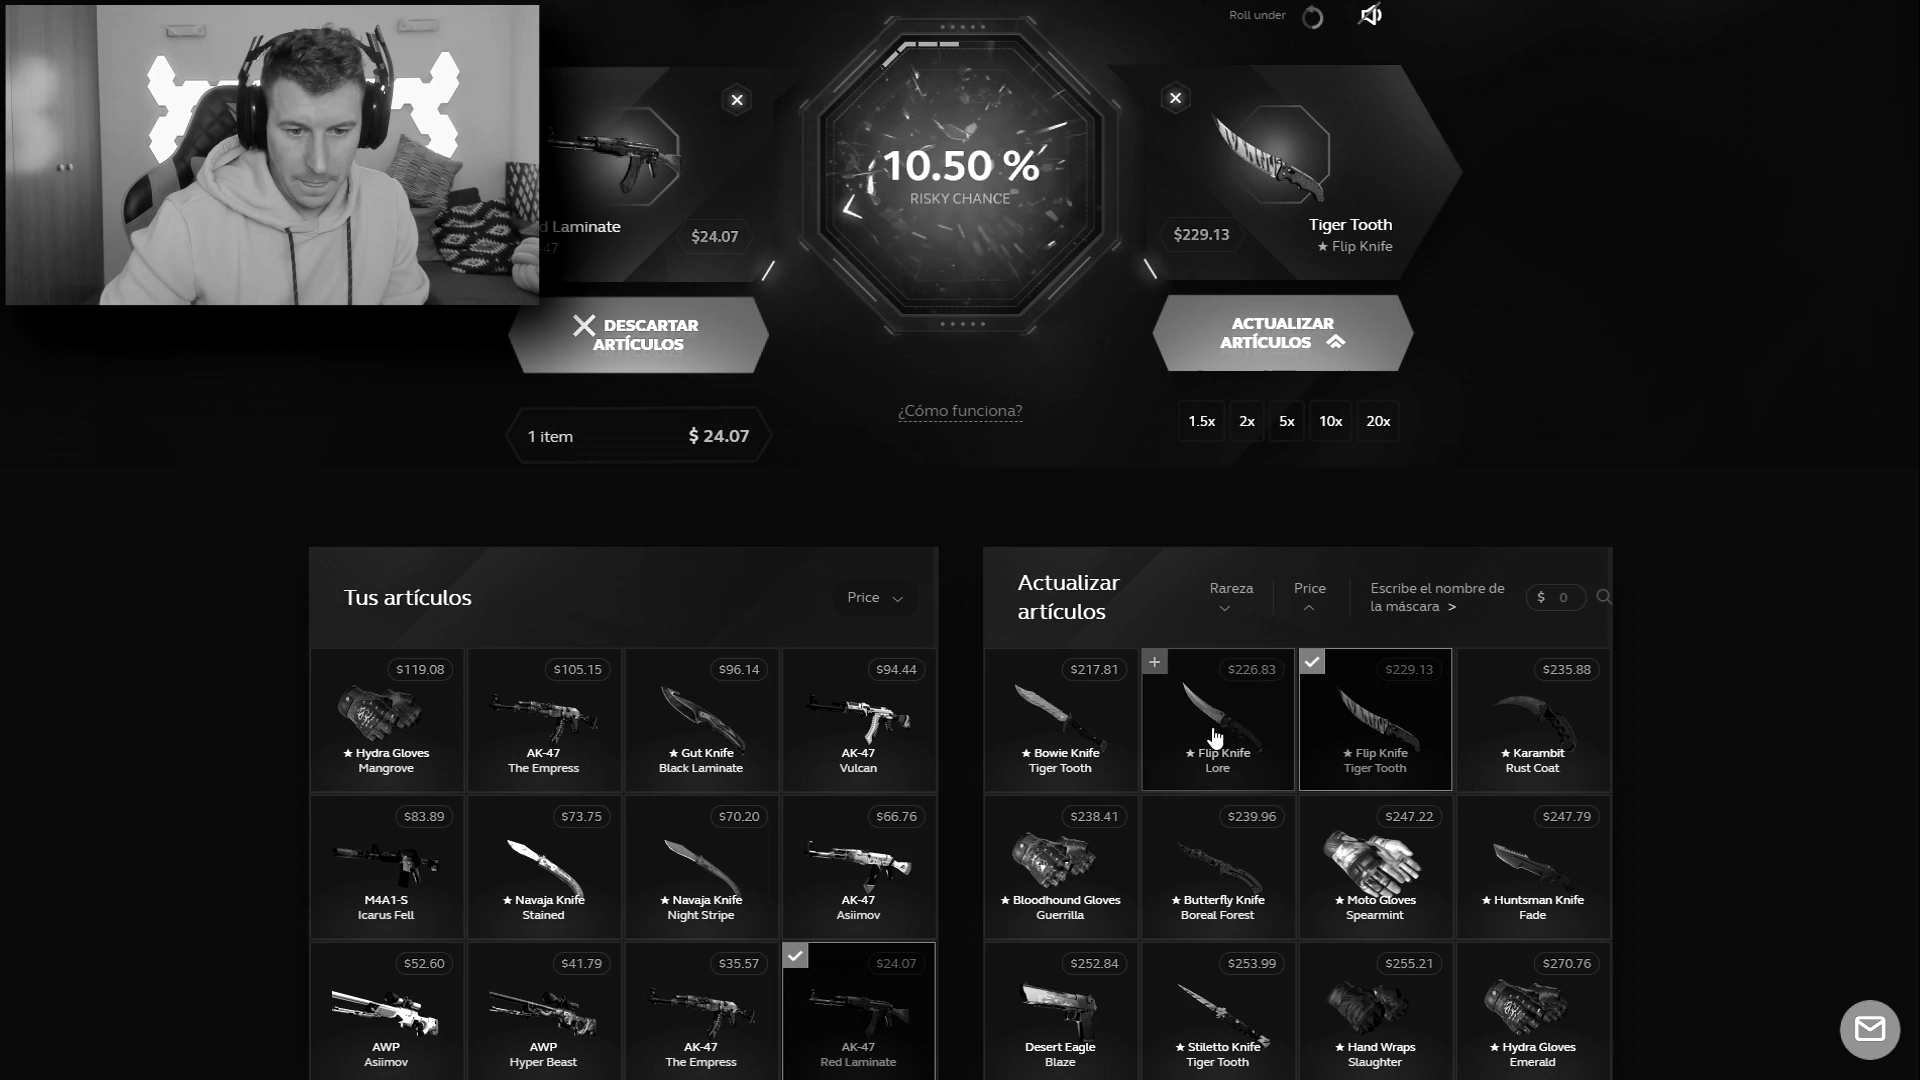 Roll under
10.50 %
RISKY CHANCE
d Laminate
47
$24.07
$229.13
Tiger Tooth
★ Flip Knife
DESCARTAR
ARTÍCULOS
ACTUALIZAR
ARTÍCULOS
1 item
$ 24.07
¿Cómo funciona?
1.5x
2x
5x
10x
20x
Tus artículos
Price
$119.08
$105.15
$96.14
$94.44
★ Hydra Gloves
Mangrove
AK-47
The Empress
★ Gut Knife
Black Laminate
AK-47
Vulcan
$83.89
$73.75
$70.20
$66.76
M4A1-S
Icarus Fell
★ Navaja Knife
Stained
★ Navaja Knife
Night Stripe
AK-47
Asiimov
$52.60
$41.79
$35.57
$24.07
AWP
Asiimov
AWP
Hyper Beast
AK-47
The Empress
AK-47
Red Laminate
Actualizar
artículos
Rareza
Price
Escribe el nombre de
la máscara >
$ 0
$217.81
$226.83
$229.13
$235.88
★ Bowie Knife
Tiger Tooth
★ Flip Knife
Lore
★ Flip Knife
Tiger Tooth
★ Karambit
Rust Coat
$238.41
$239.96
$247.22
$247.79
★ Bloodhound Gloves
Guerrilla
★ Butterfly Knife
Boreal Forest
★ Moto Gloves
Spearmint
★ Huntsman Knife
Fade
$252.84
$253.99
$255.21
$270.76
Desert Eagle
Blaze
★ Stiletto Knife
Tiger Tooth
★ Hand Wraps
Slaughter
★ Hydra Gloves
Emerald